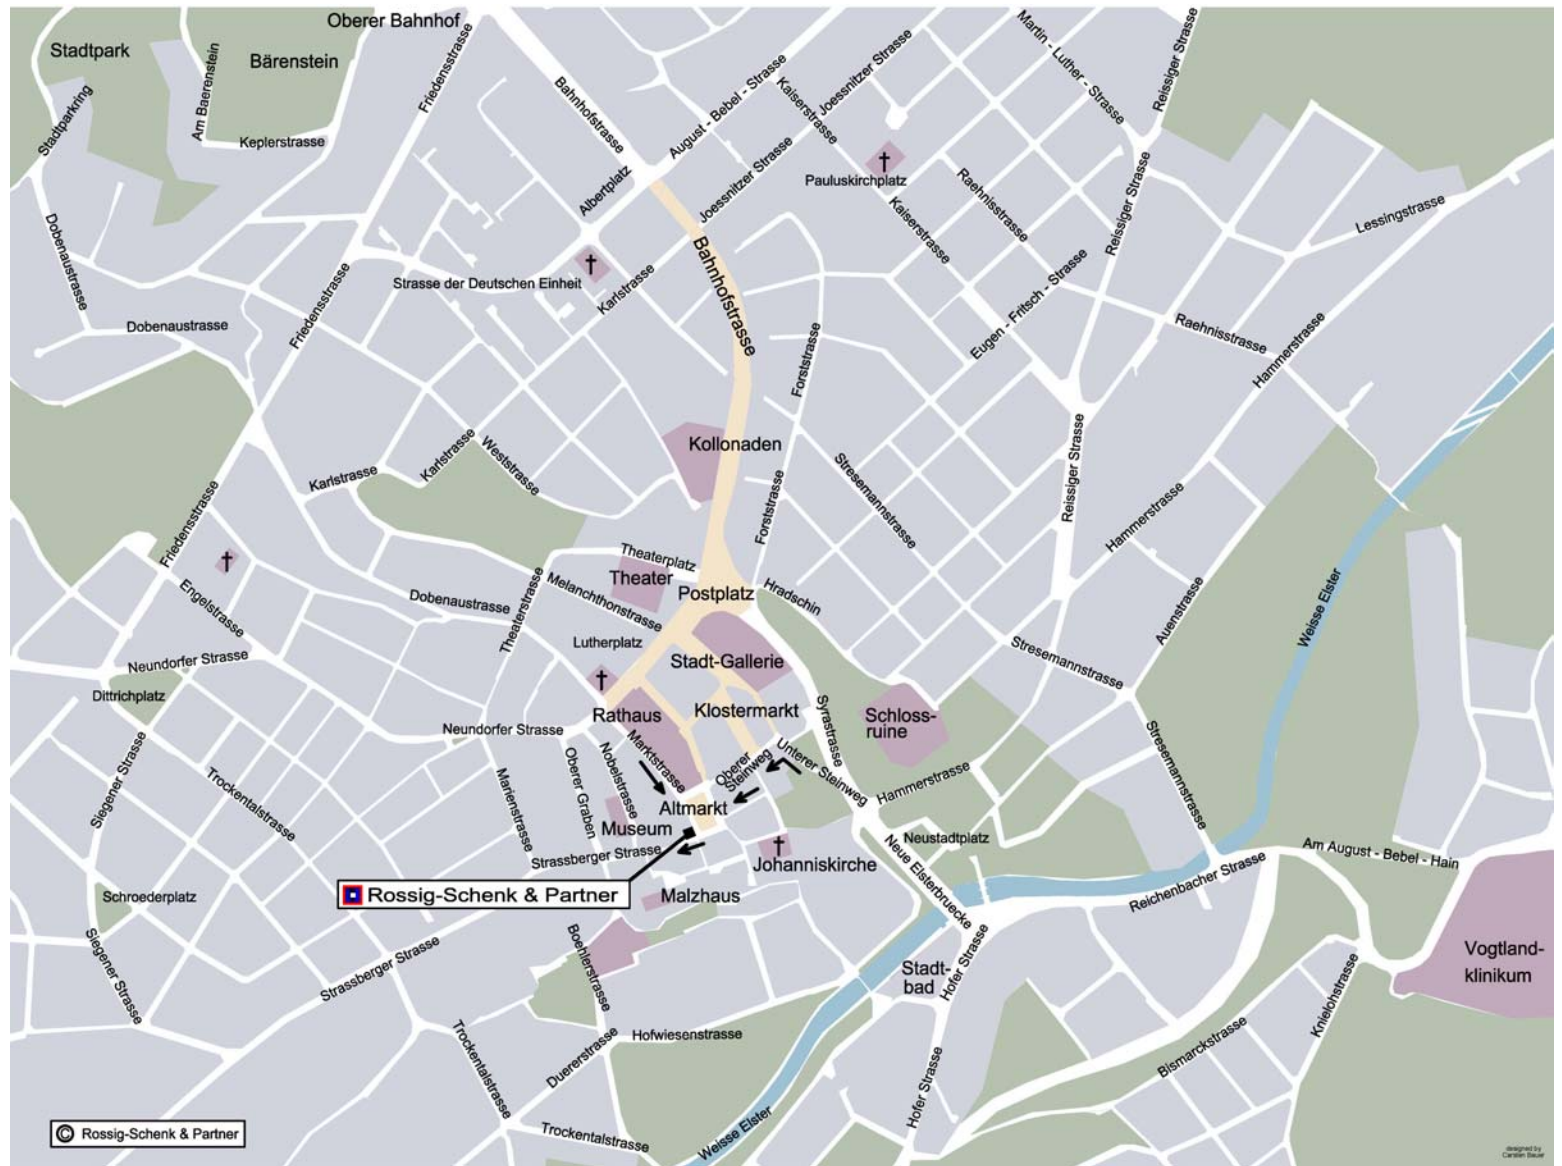 Oberer Bahnhof
Stadtpark
Bärenstein
Am Baerenstein
Friedensstrasse
Bahnhofstrasse
August - Bebel - Strasse
Kaiserstrasse
Joessnitzer Strasse
Martin - Luther - Strasse
Reissiger Strasse
Stadtparkring
Keplerstrasse
Albertplatz
Joessnitzer Strasse
Pauluskirchplatz
Kaiserstrasse
Raehnisstrasse
Reissiger Strasse
Lessingstrasse
Dobenaustrasse
Strasse der Deutschen Einheit
Karlstrasse
Bahnhofstrasse
Eugen - Fritsch - Strasse
Dobenaustrasse
Friedensstrasse
Forststrasse
Raehnisstrasse
Hammerstrasse
Kollonaden
Karlstrasse
Karlstrasse
Weststrasse
Stresemannstrasse
Reissiger Strasse
Friedensstrasse
Forststrasse
Hammerstrasse
Theaterplatz
Theater
Melanchthonstrasse
Postplatz
Hradschin
Engelstrasse
Dobenaustrasse
Theaterstrasse
Auenstrasse
Weisse Elster
Lutherplatz
Stadt-Gallerie
Stresemannstrasse
Neundorfer Strasse
Dittrichplatz
Neundorfer Strasse
Rathaus
Klostermarkt
Syrastrasse
Schloss-
ruine
Siegener Strasse
Trockentalstrasse
Marienstrasse
Oberer Graben
Nobelstrasse
Marktstrasse
Oberer
Steinweg
Unterer Steinweg
Hammerstrasse
Stresemannstrasse
Altmarkt
Museum
Strassberger Strasse
Johanniskirche
Neustadtplatz
Neue Elsterbruecke
Reichenbacher Strasse
Am August - Bebel - Hain
Rossig-Schenk & Partner
Malzhaus
Schroederplatz
Siegener Strasse
Strassberger Strasse
Boehlerstrasse
Stadt-
bad
Hofer Strasse
Vogtland-
klinikum
Knielohstrasse
Trockentalstrasse
Duererstrasse
Hofwiesenstrasse
Bismarckstrasse
Hofer Strasse
Weisse Elster
Trockentalstrasse
© Rossig-Schenk & Partner
designed by
Carsten Bauer